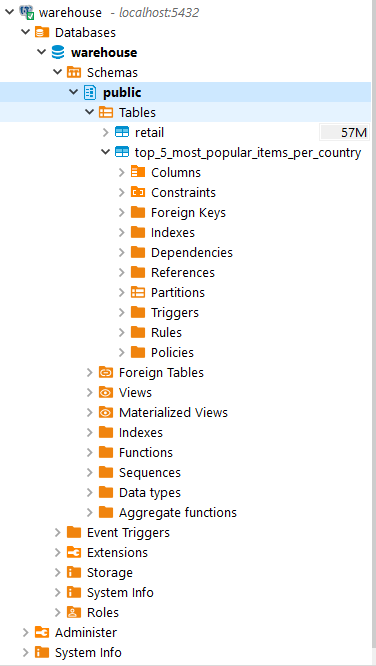 warehouse - localhost:5432
Databases
warehouse
Schemas
public
Tables
retail 57M
top_5_most_popular_items_per_country
Columns
Constraints
Foreign Keys
Indexes
Dependencies
References
Partitions
Triggers
Rules
Policies
Foreign Tables
Views
Materialized Views
Indexes
Functions
Sequences
Data types
Aggregate functions
Event Triggers
Extensions
Storage
System Info
Roles
Administer
System Info